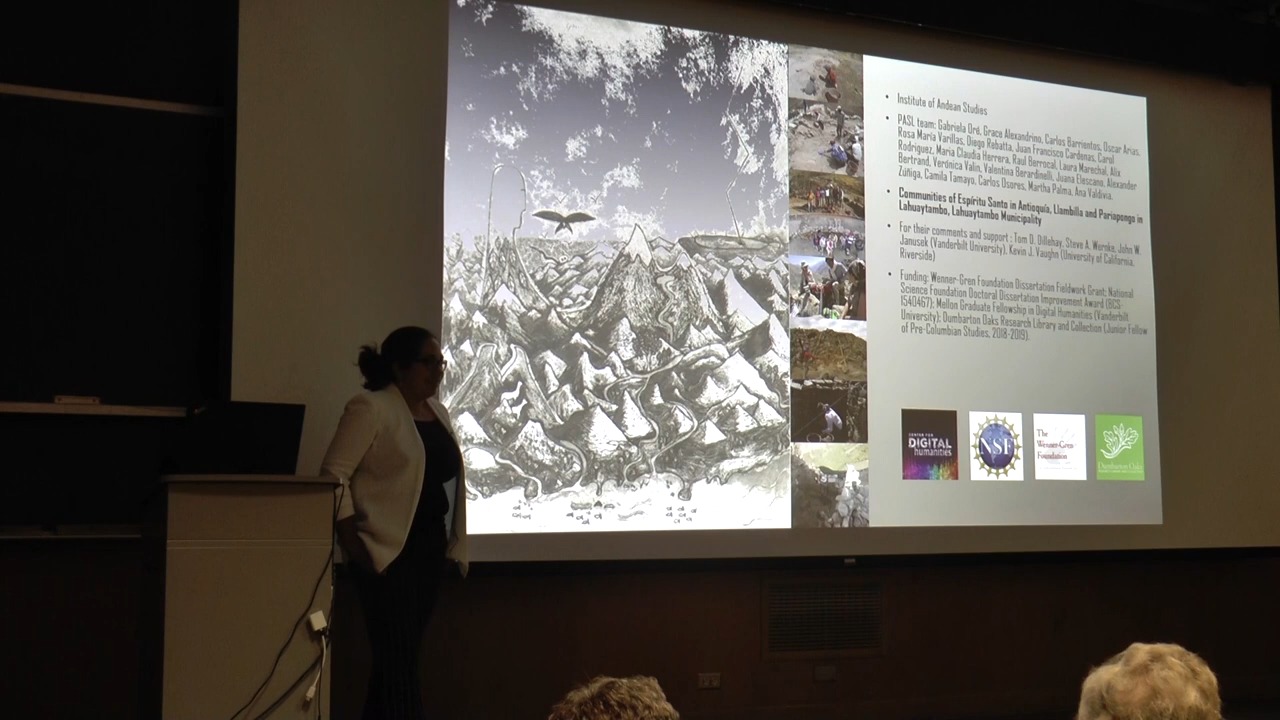 • Institute of Andean Studies
• PASL team: Gabriela Oré, Grace Alexandrino, Carlos Barrientos, Oscar Arias,
Rosa María Varillas, Diego Rebatta, Juan Francisco Cardenas, Carol
Rodriguez, Maria Claudia Herrera, Raul Berrocal, Laura Marechal, Alix
Bertrand, Verónica Valin, Valentina Berardinelli, Juana Elescano, Alexander
Zúñiga, Camila Tamayo, Carlos Osores, Martha Palma, Ana Valdivia.
• Communities of Espíritu Santo in Antioquía, Llambilla and Pariapongo in
Lahuaytambo, Lahuaytambo Municipality
• For their comments and support : Tom D. Dillehay, Steve A. Wernke, John W.
Janusek (Vanderbilt University), Kevin J. Vaughn (University of California,
Riverside)
• Funding: Wenner-Gren Foundation Dissertation Fieldwork Grant; National
Science Foundation Doctoral Dissertation Improvement Award (BCS
1540467); Mellon Graduate Fellowship in Digital Humanities (Vanderbilt
University); Dumbarton Oaks Research Library and Collection (Junior Fellow
of Pre-Columbian Studies, 2018-2019).
CENTER FOR
DIGITAL
humanities
NSF
The
Wenner-Gren
Foundation
Dumbarton Oaks